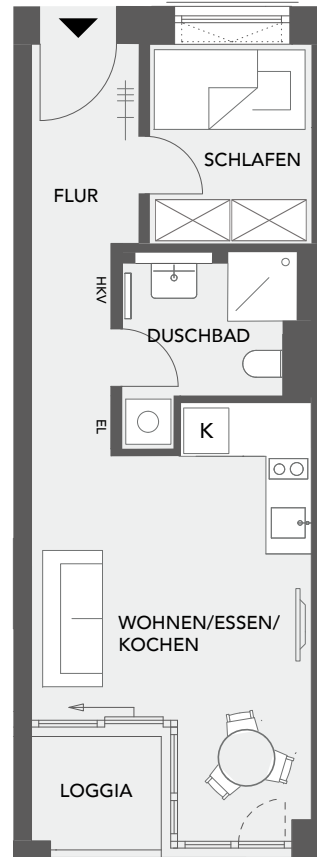 SCHLAFEN
FLUR
HKV
DUSCHBAD
EL
K
WOHNEN/ESSEN/
KOCHEN
LOGGIA